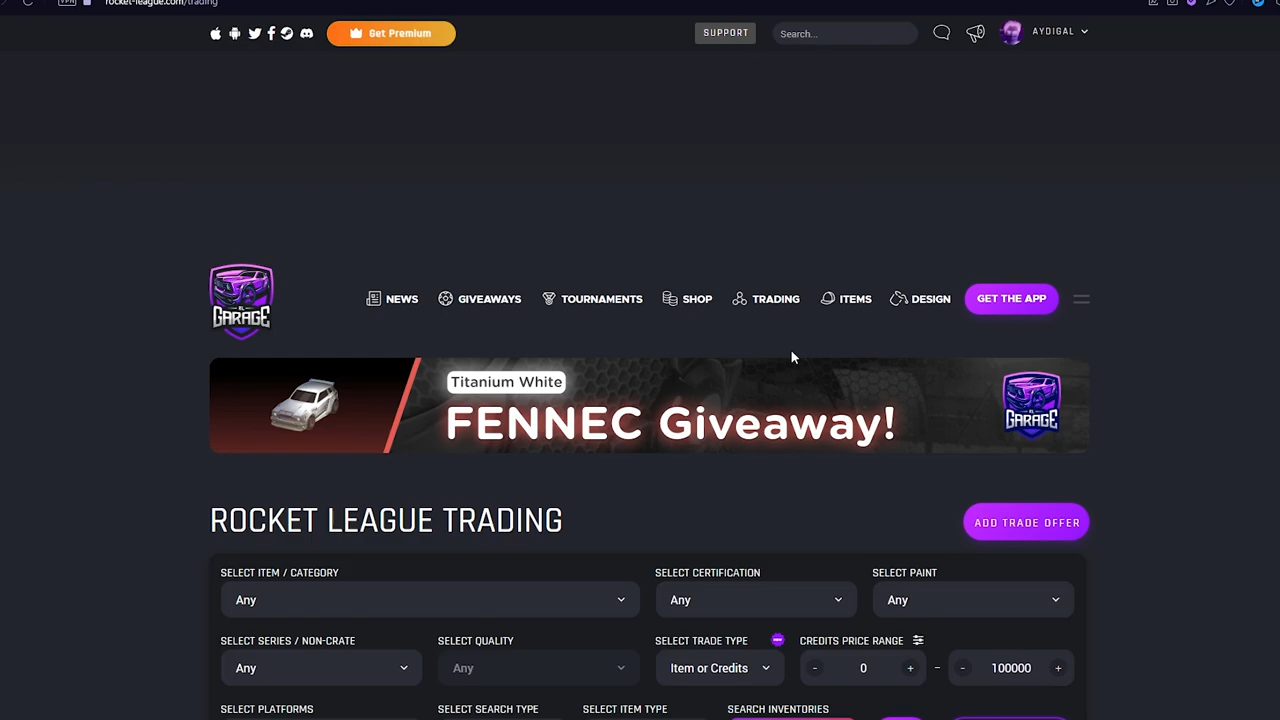 rocket-league.com/trading
VPN
Get Premium
SUPPORT
Search...
AYDIGAL
RL
GARAGE
NEWS
GIVEAWAYS
TOURNAMENTS
SHOP
TRADING
ITEMS
DESIGN
GET THE APP
Titanium White
FENNEC Giveaway!
RL
GARAGE
ROCKET LEAGUE TRADING
ADD TRADE OFFER
SELECT ITEM / CATEGORY
SELECT CERTIFICATION
SELECT PAINT
Any
Any
Any
SELECT SERIES / NON-CRATE
SELECT QUALITY
SELECT TRADE TYPE
CREDITS PRICE RANGE
Any
Any
Item or Credits
- 0 + - - 100000 +
SELECT PLATFORMS
SELECT SEARCH TYPE
SELECT ITEM TYPE
SEARCH INVENTORIES